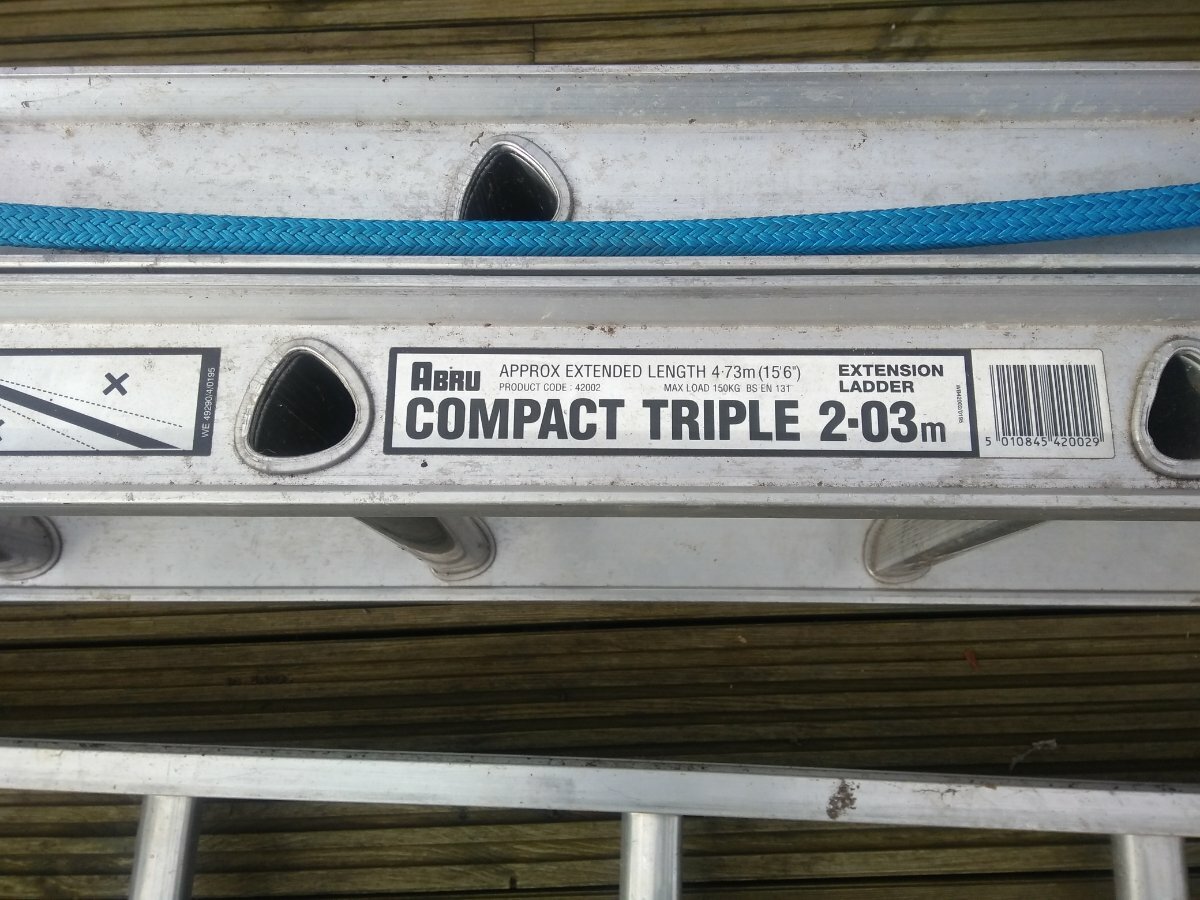 ABRU APPROX EXTENDED LENGTH 4·73m (15'6")
PRODUCT CODE : 42002 MAX LOAD 150KG BS EN 131
COMPACT TRIPLE 2·03m
EXTENSION
LADDER
5 010845 420029
WE 49290/4/0195